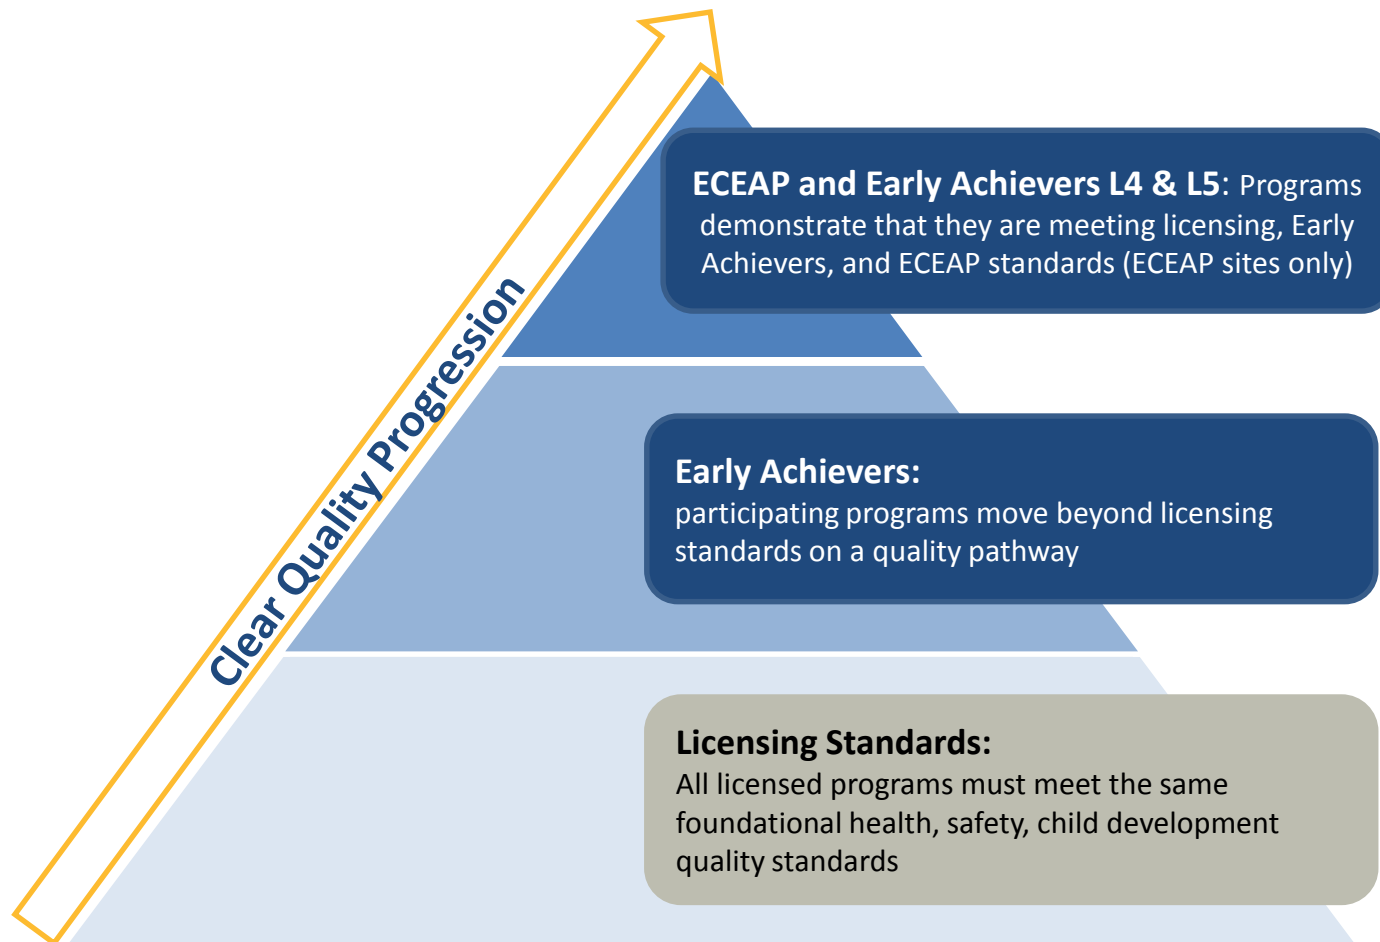 ECEAP and Early Achievers L4 & L5: Programs
demonstrate that they are meeting licensing, Early
Achievers, and ECEAP standards (ECEAP sites only)
Clear Quality Progression
Early Achievers:
participating programs move beyond licensing
standards on a quality pathway
Licensing Standards:
All licensed programs must meet the same
foundational health, safety, child development
quality standards